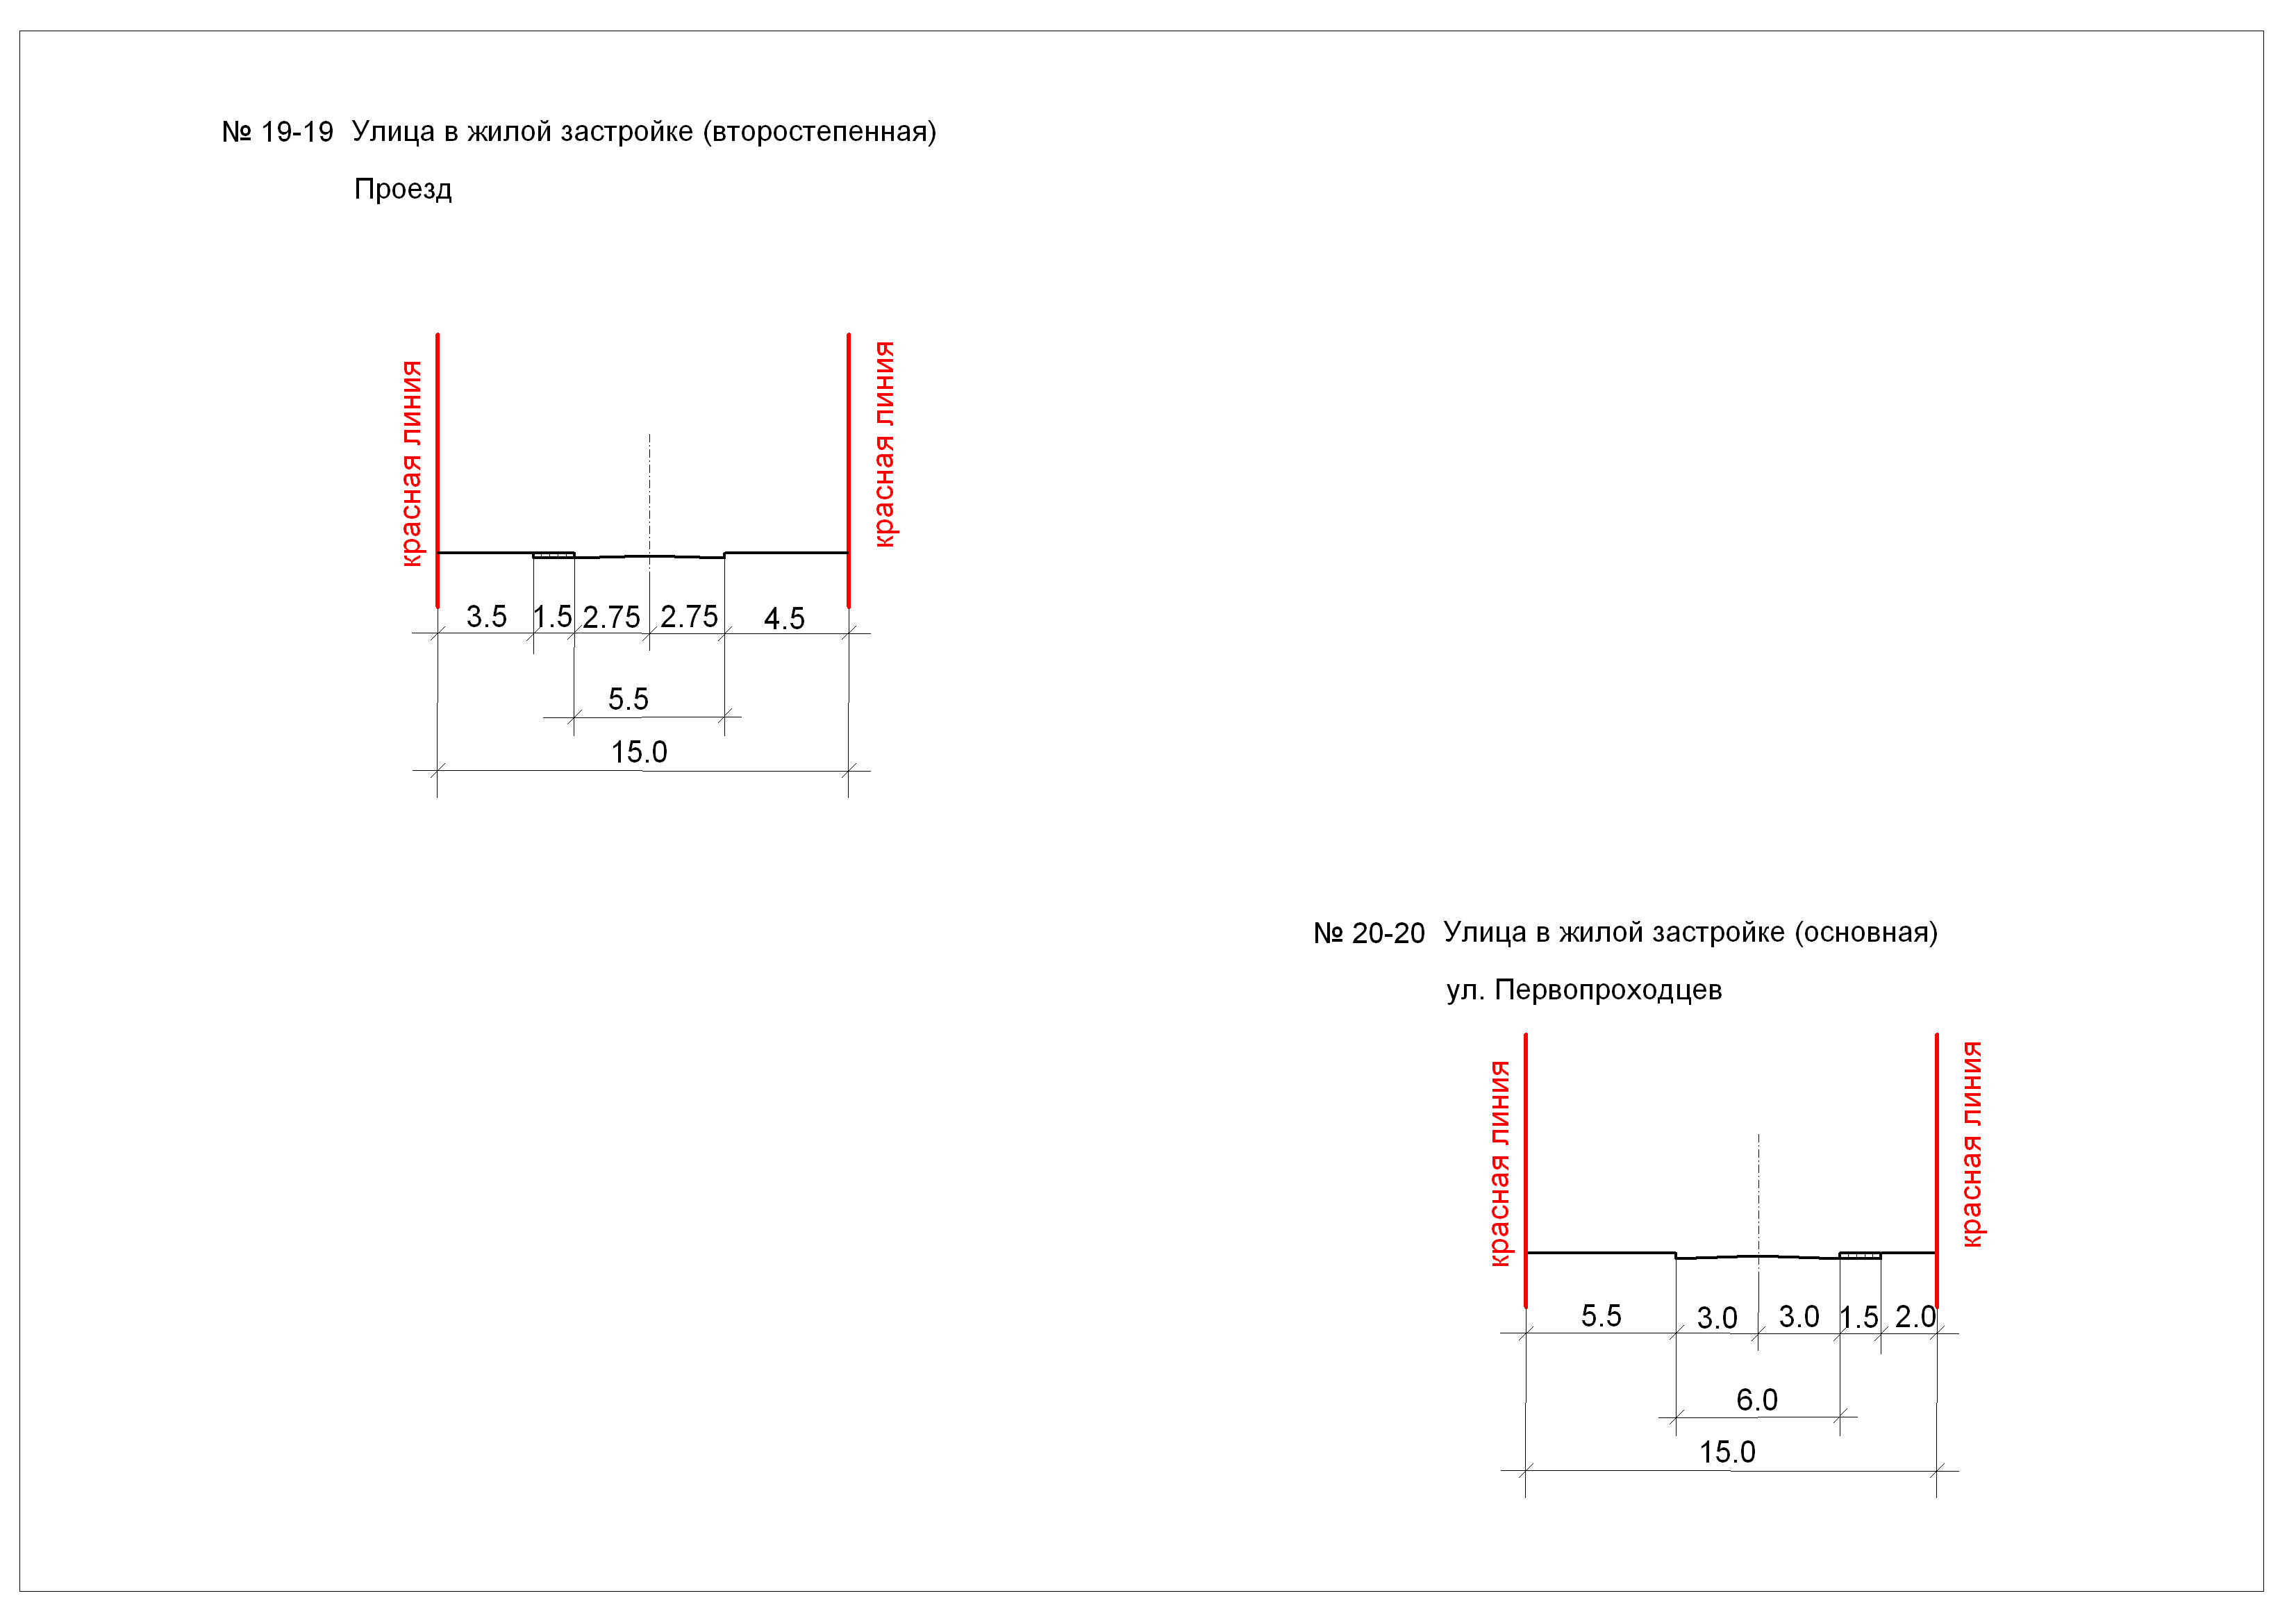 № 19-19 Улица в жилой застройке (второстепенная)
Проезд
красная линия
красная линия
3.5 1.5 2.75 2.75 4.5
5.5
15.0
№ 20-20 Улица в жилой застройке (основная)
ул. Первопроходцев
красная линия
красная линия
5.5 3.0 3.0 1.5 2.0
6.0
15.0